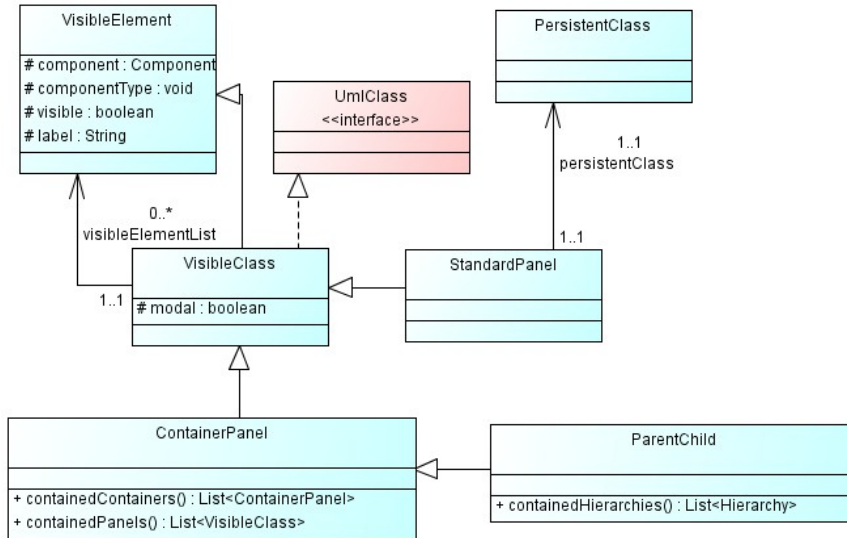 VisibleElement
# component : Component
# componentType : void
# visible : boolean
# label : String
UmlClass
<<interface>>
PersistentClass
1..1
persistentClass
1..1
0..*
visibleElementList
1..1
VisibleClass
# modal : boolean
StandardPanel
ContainerPanel
+ containedContainers() : List<ContainerPanel>
+ containedPanels() : List<VisibleClass>
ParentChild
+ containedHierarchies() : List<Hierarchy>